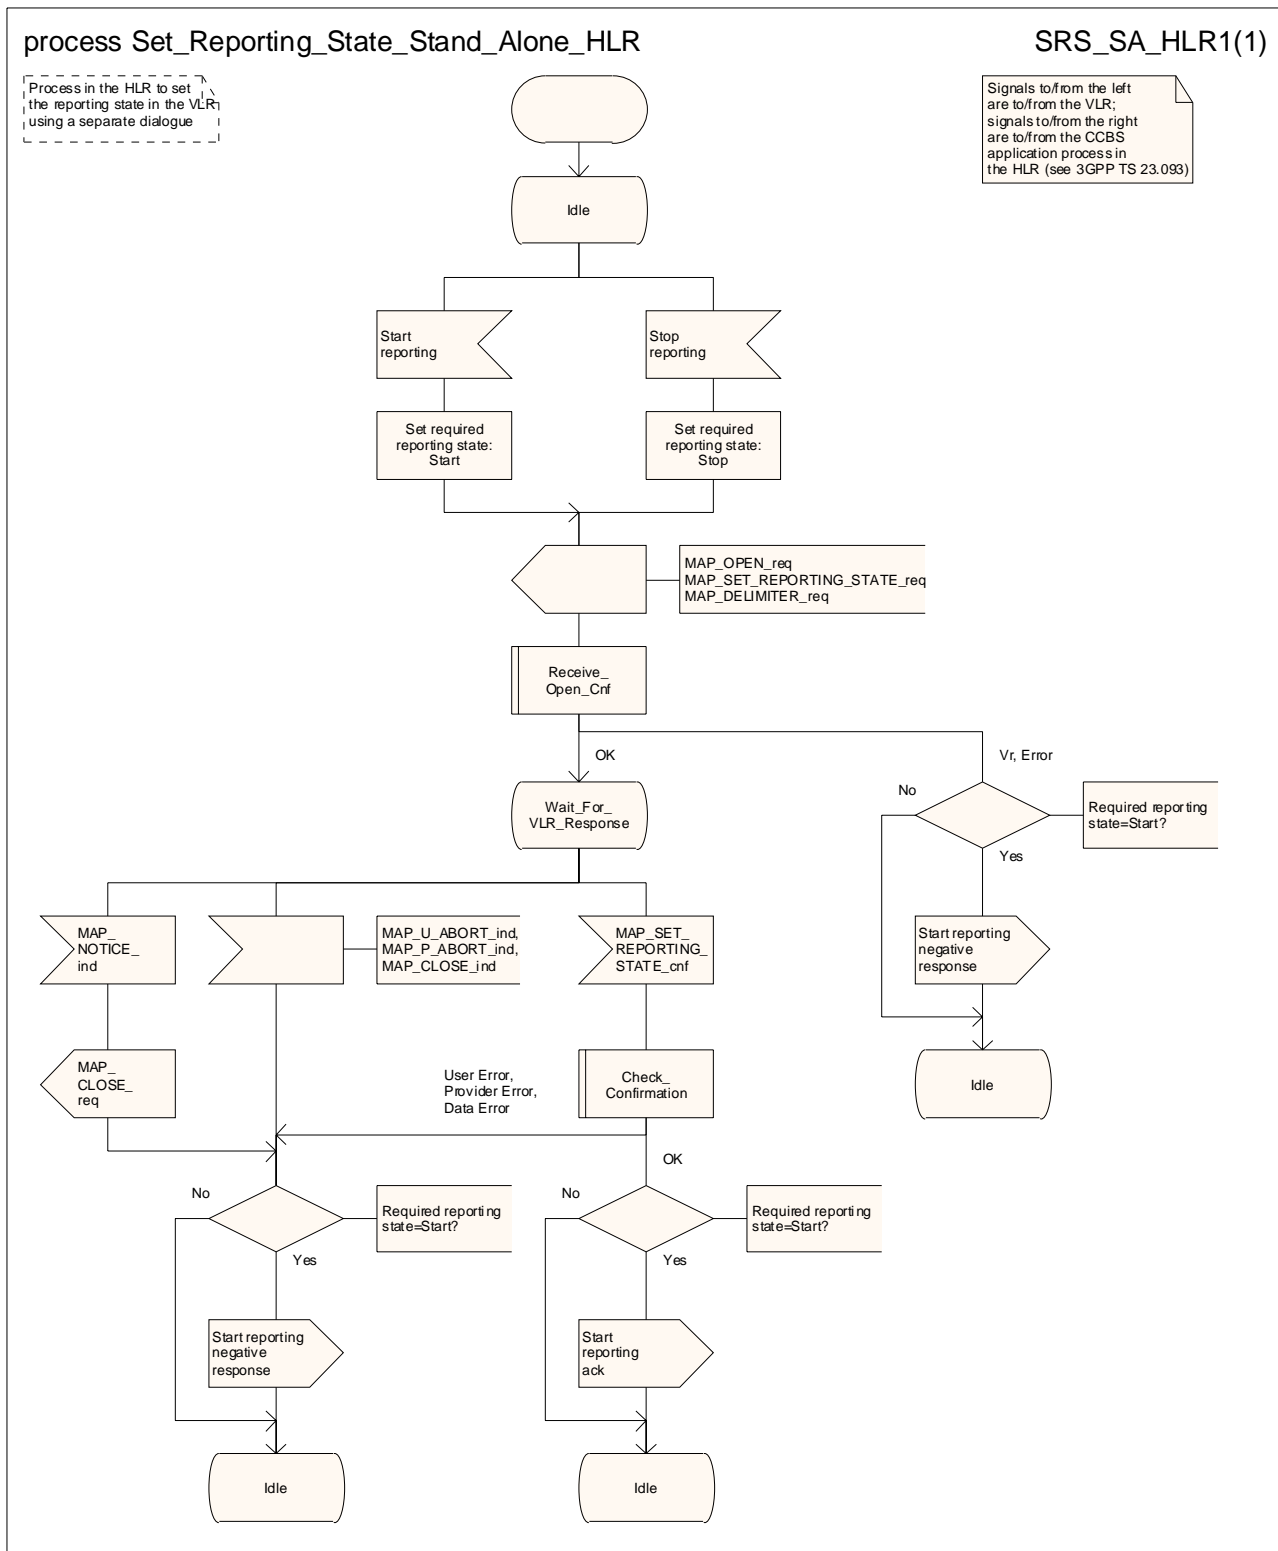 process Set_Reporting_State_Stand_Alone_HLR
SRS_SA_HLR1(1)
Process in the HLR to set
the reporting state in the VLR
using a separate dialogue
Signals to/from the left
are to/from the VLR;
signals to/from the right
are to/from the CCBS
application process in
the HLR (see 3GPP TS 23.093)
Idle
Start
reporting
Stop
reporting
Set required
reporting state:
Start
Set required
reporting state:
Stop
MAP_OPEN_req
MAP_SET_REPORTING_STATE_req
MAP_DELIMITER_req
Receive_
Open_Cnf
OK
Vr, Error
Wait_For_
VLR_Response
No
Required reporting
state=Start?
Yes
MAP_
NOTICE_
ind
MAP_U_ABORT_ind,
MAP_P_ABORT_ind,
MAP_CLOSE_ind
MAP_SET_
REPORTING_
STATE_cnf
Start reporting
negative
response
MAP_
CLOSE_
req
User Error,
Provider Error,
Data Error
Check_
Confirmation
Idle
OK
No
Required reporting
state=Start?
Yes
No
Required reporting
state=Start?
Yes
Start reporting
negative
response
Start
reporting
ack
Idle
Idle